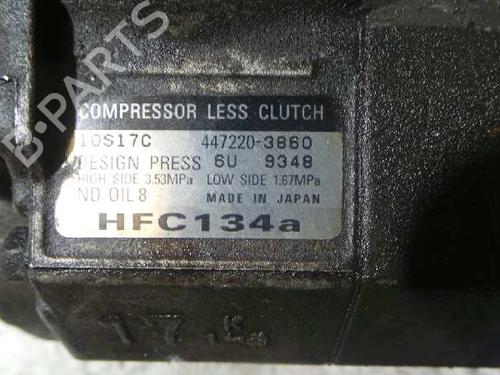 B-PARTS
COMPRESSOR LESS CLUTCH
10S17C 447220-3860
DESIGN PRESS 6U 9348
HIGH SIDE 3.53MPa LOW SIDE 1.67MPa
ND-OIL 8 MADE IN JAPAN
HFC134a
17